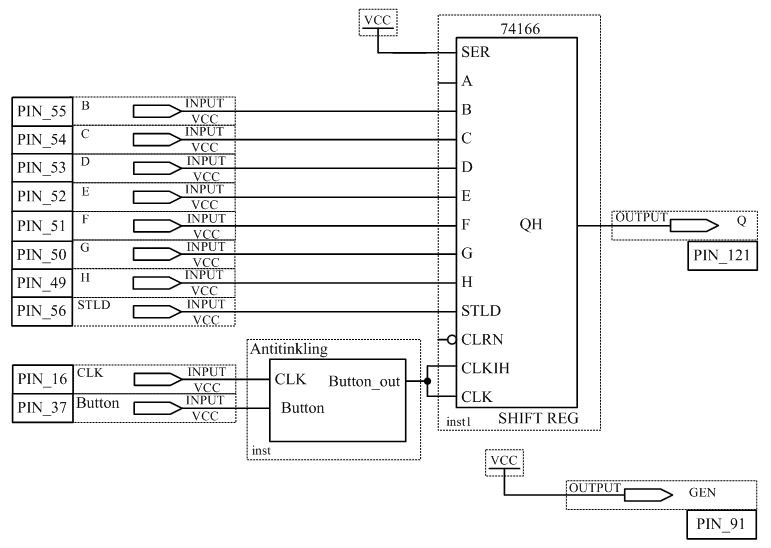 VCC
74166
SER
A
PIN_55 B INPUT VCC B
PIN_54 C INPUT VCC C
PIN_53 D INPUT VCC D
PIN_52 E INPUT VCC E
PIN_51 F INPUT VCC F
QH
OUTPUT Q
PIN_121
PIN_50 G INPUT VCC G
PIN_49 H INPUT VCC H
PIN_56 STLD INPUT VCC STLD
CLRN
CLKIH
CLK
SHIFT REG
inst1
Antitinkling
PIN_16 CLK INPUT VCC CLK
Button_out
PIN_37 Button INPUT VCC Button
inst
VCC
OUTPUT GEN
PIN_91